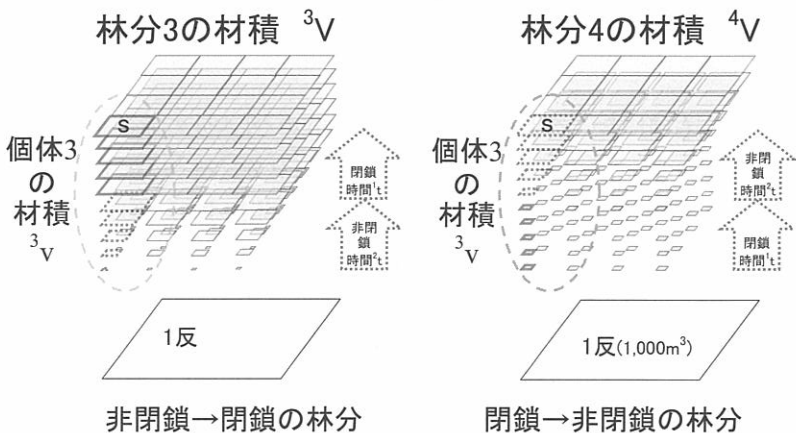 林分3の材積 ³V
S
個体3
の
材積
³V
閉鎖
時間¹t
非閉
鎖
時間²t
1反
非閉鎖→閉鎖の林分
林分4の材積 ⁴V
S
個体3
の
材積
³V
非閉
鎖
時間²t
閉鎖
時間¹t
1反(1,000m³)
閉鎖→非閉鎖の林分